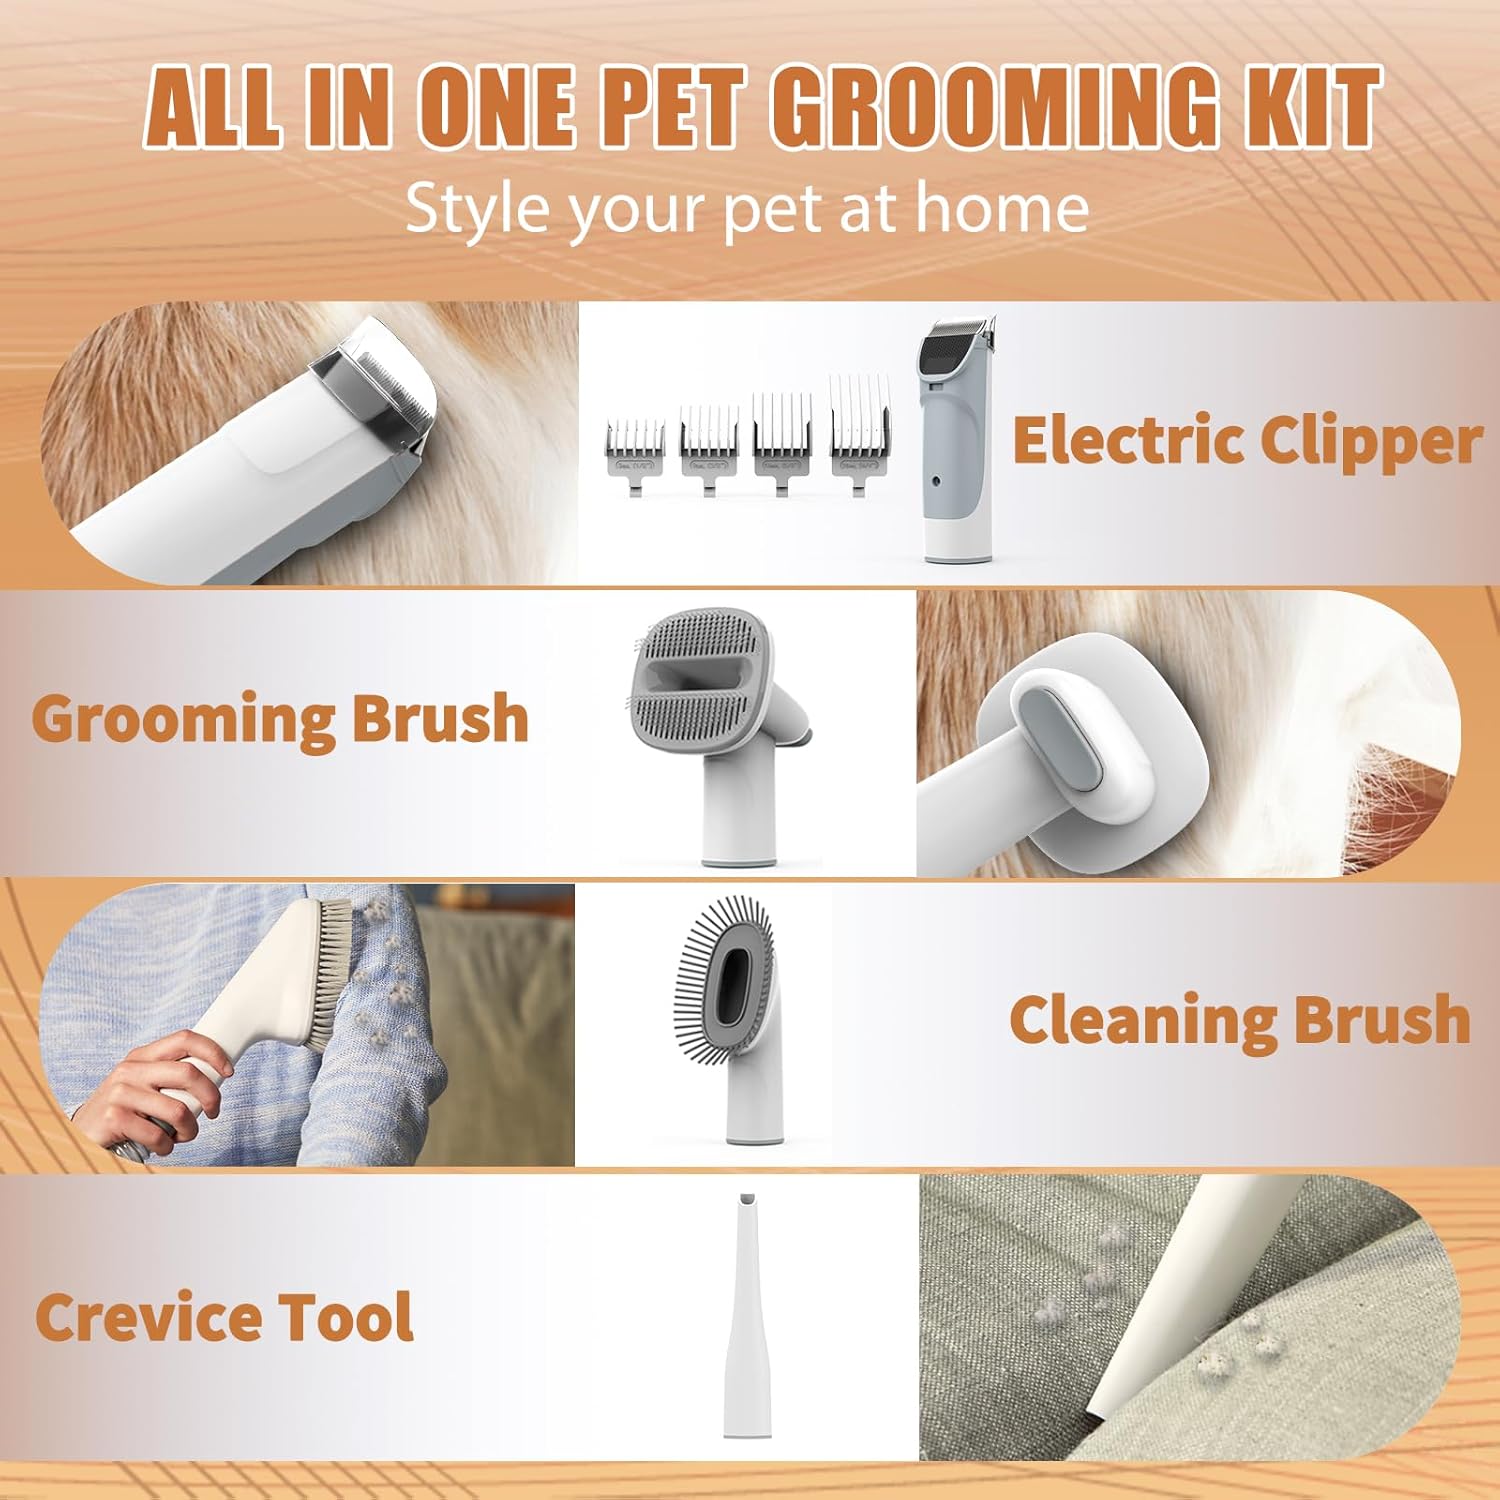 ALL IN ONE PET GROOMING KIT
Style your pet at home
Electric Clipper
Grooming Brush
Cleaning Brush
Crevice Tool